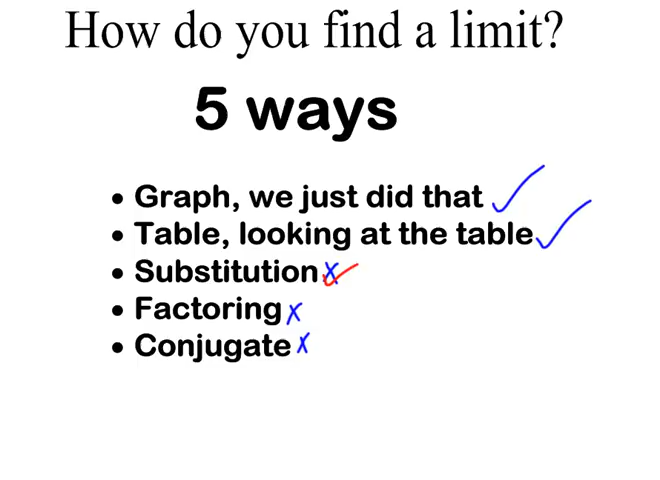 How do you find a limit?
5 ways
• Graph, we just did that
• Table, looking at the table
• Substitution
• Factoring
• Conjugate